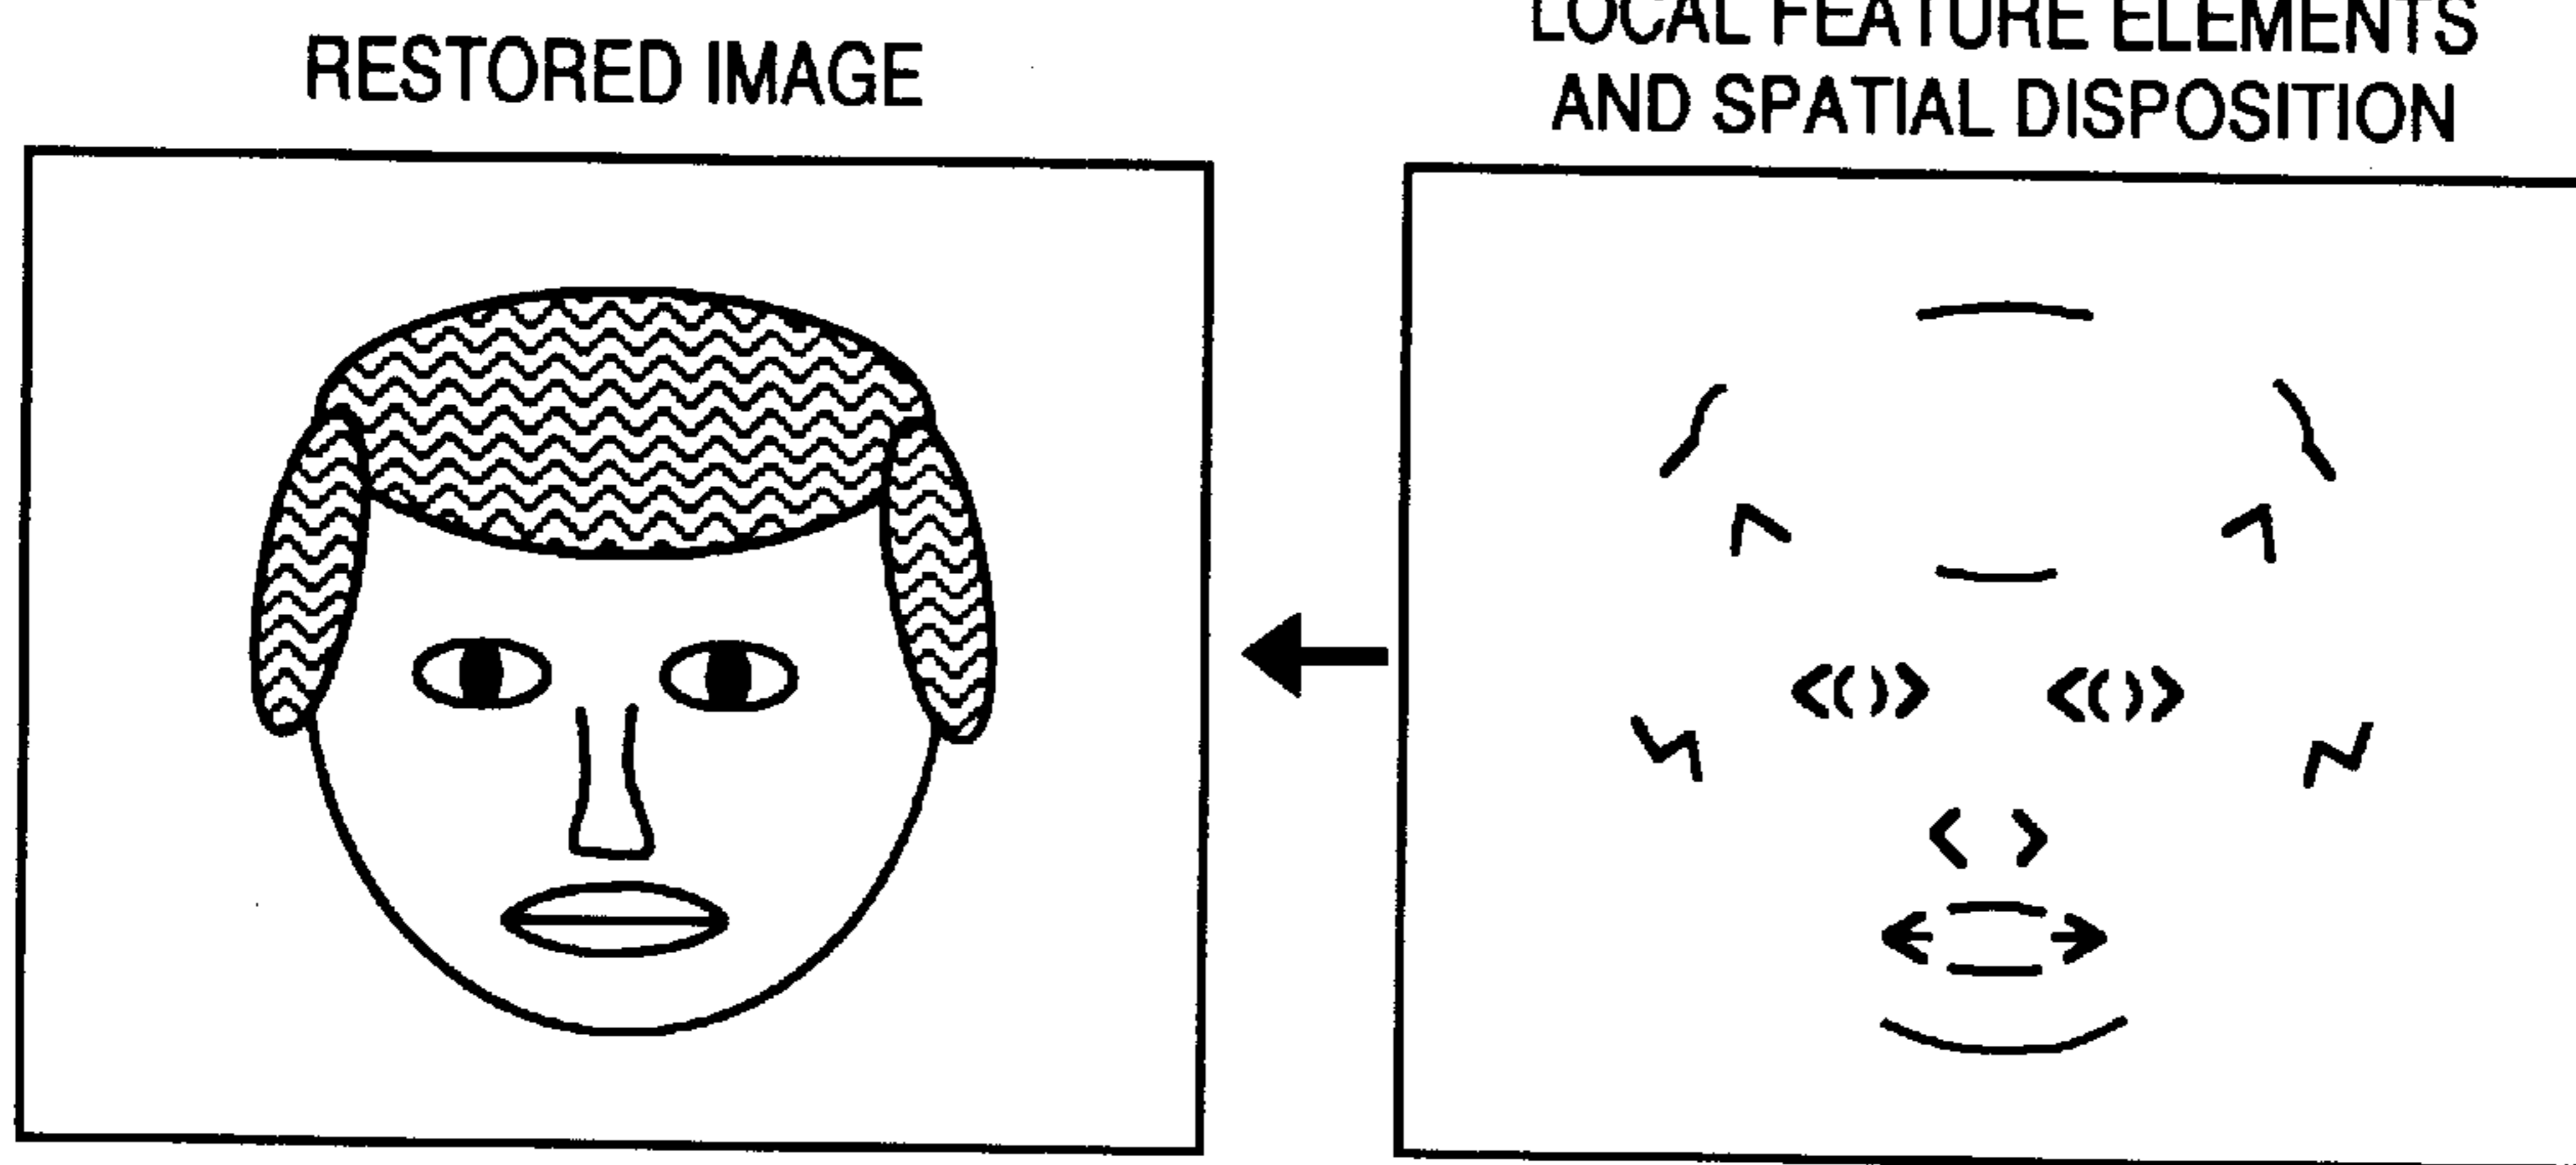 RESTORED IMAGE
LOCAL FEATURE ELEMENTS
AND SPATIAL DISPOSITION